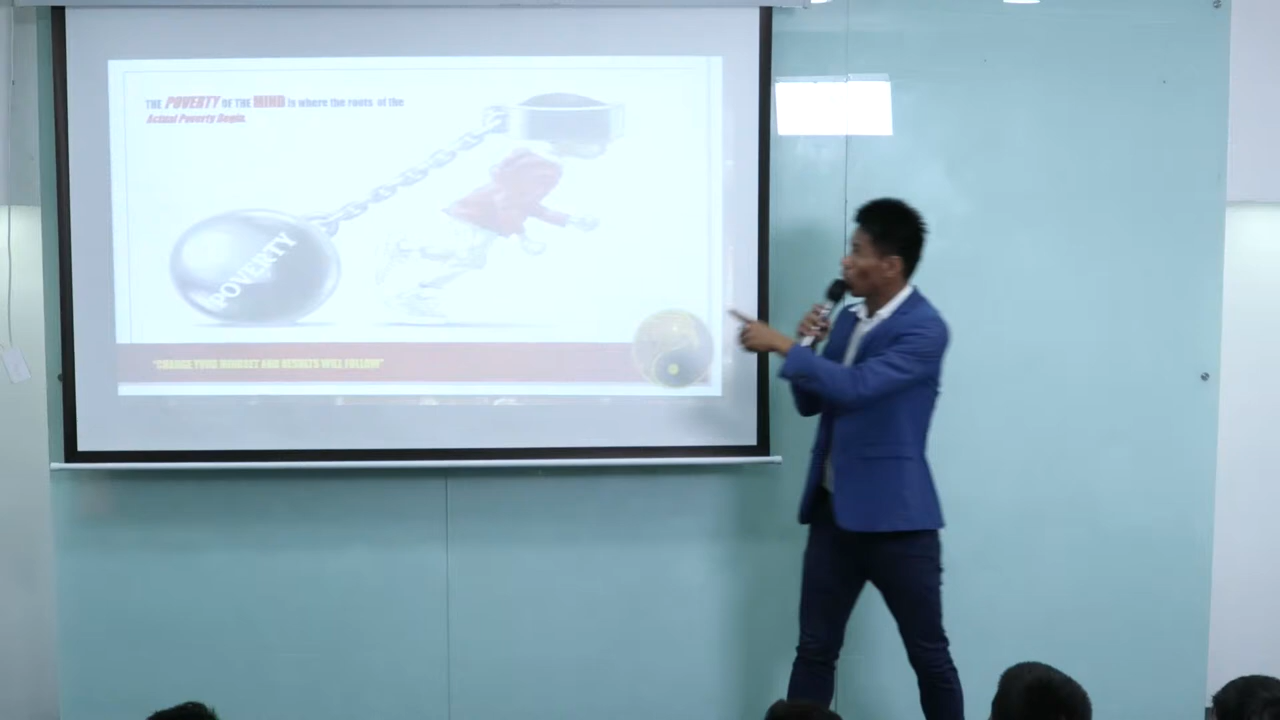 THE POVERTY OF THE MIND is where the roots of the
Actual Poverty Begin.
POVERTY
"CHANGE YOUR MINDSET AND RESULTS WILL FOLLOW"